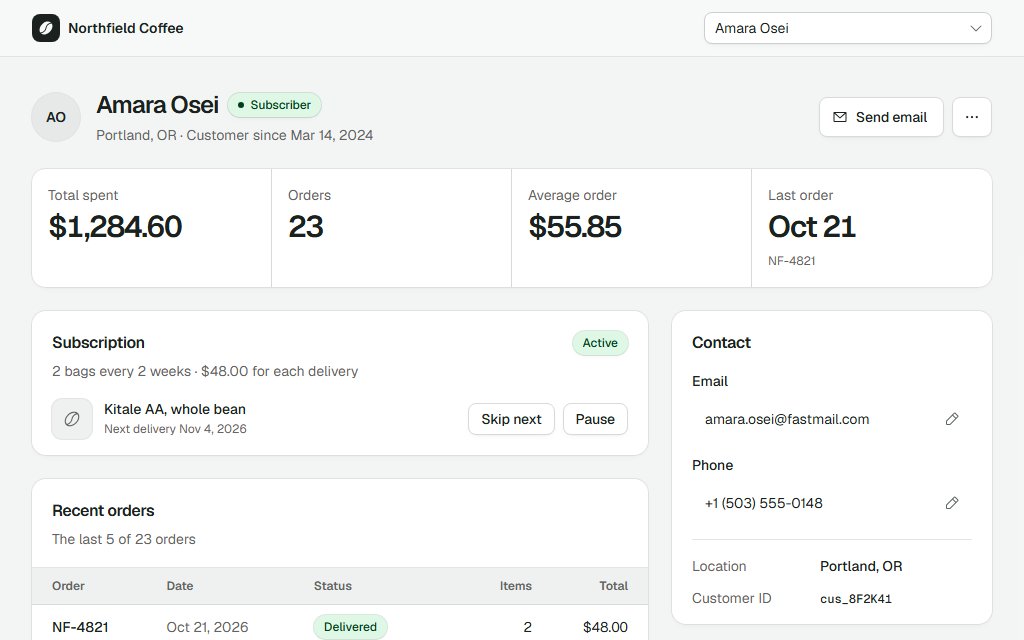 Northfield Coffee
Amara Osei
AO
Amara Osei
Subscriber
Portland, OR · Customer since Mar 14, 2024
Send email
...
Total spent
$1,284.60
Orders
23
Average order
$55.85
Last order
Oct 21
NF-4821
Subscription
Active
2 bags every 2 weeks · $48.00 for each delivery
Kitale AA, whole bean
Next delivery Nov 4, 2026
Skip next
Pause
Recent orders
The last 5 of 23 orders
Order Date Status Items Total
NF-4821 Oct 21, 2026 Delivered 2 $48.00
Contact
Email
amara.osei@fastmail.com
Phone
+1 (503) 555-0148
Location Portland, OR
Customer ID cus_8F2K41